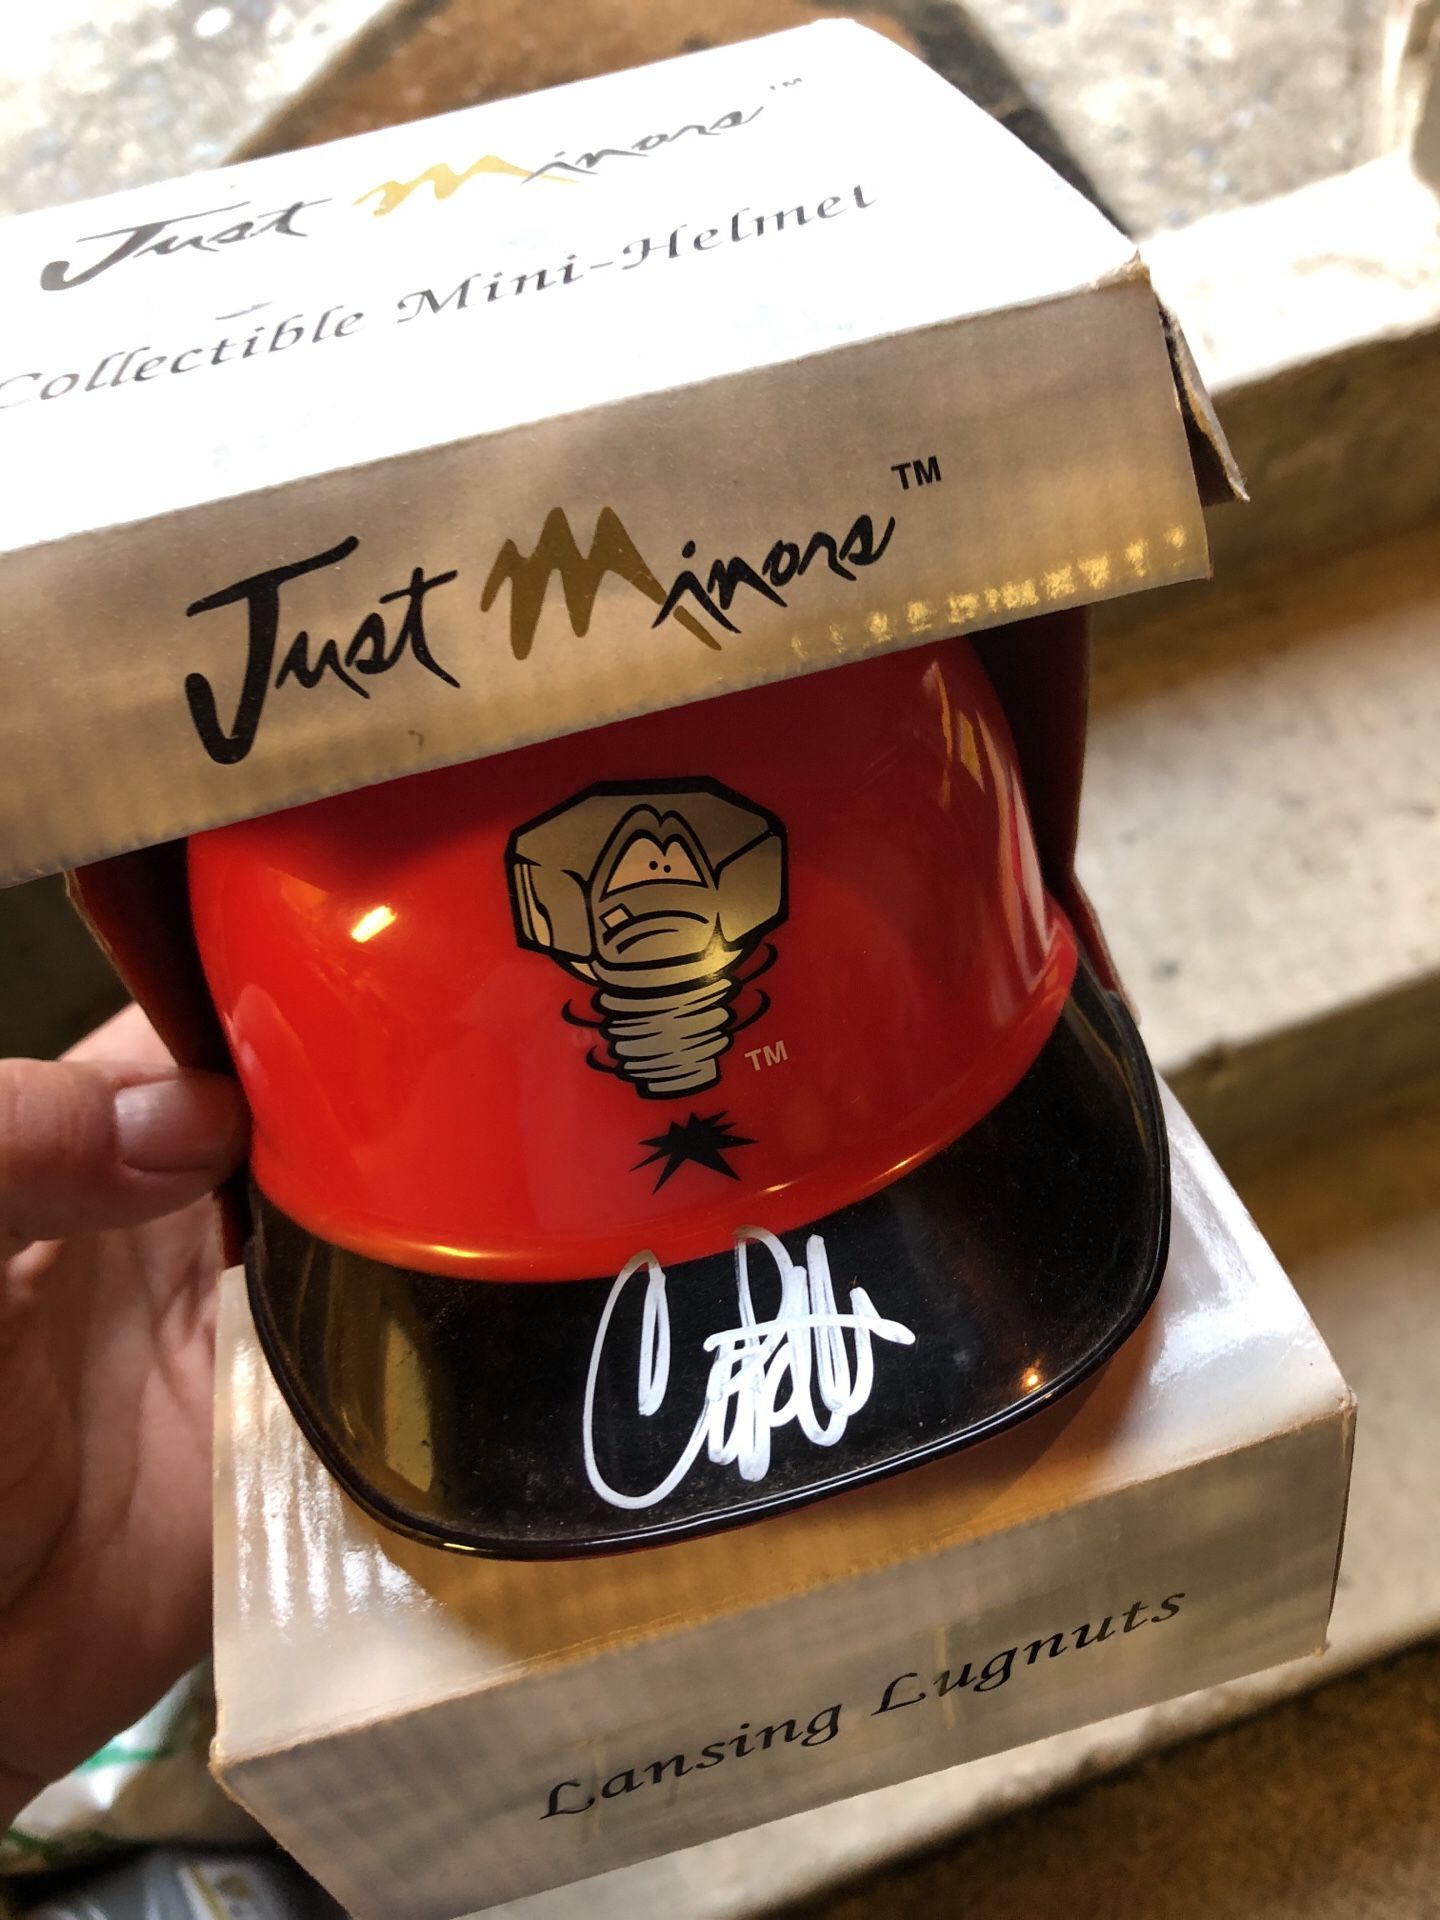 Just Minors™
Collectible Mini-Helmet
Just Minors™
TM
Lansing Lugnuts